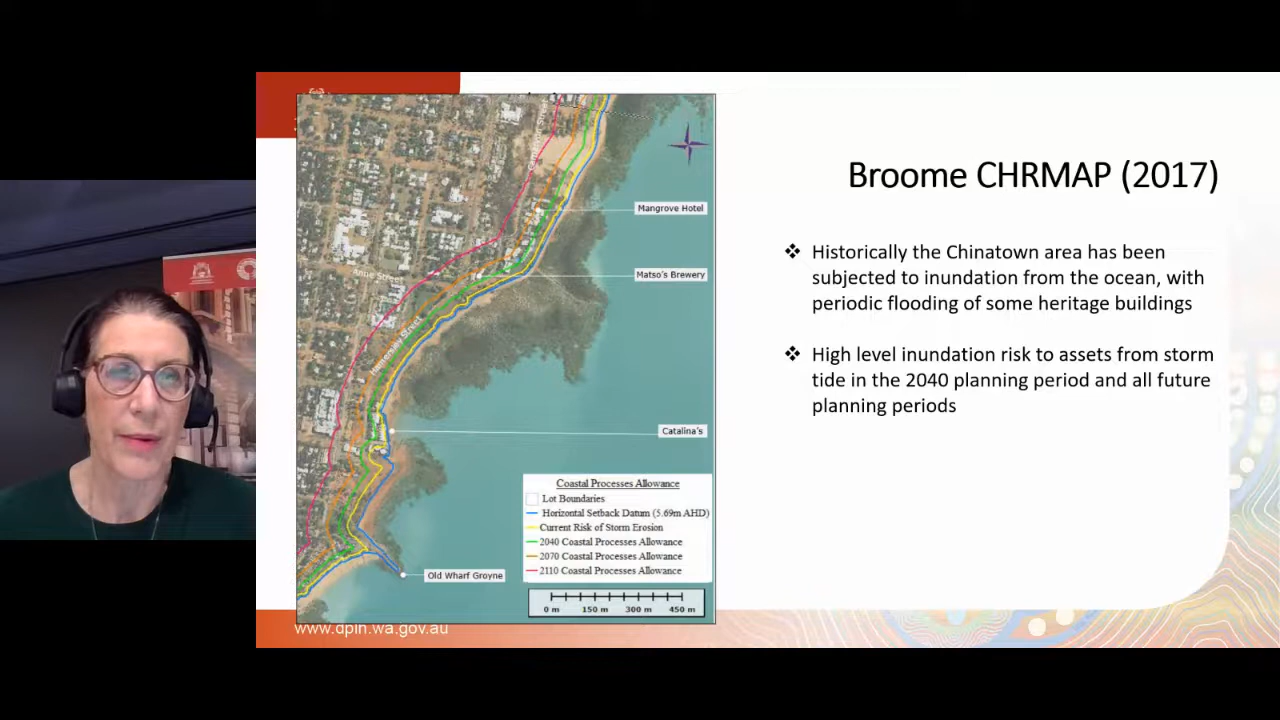 Broome CHRMAP (2017)
❖ Historically the Chinatown area has been
subjected to inundation from the ocean, with
periodic flooding of some heritage buildings
❖ High level inundation risk to assets from storm
tide in the 2040 planning period and all future
planning periods
Mangrove Hotel
Anne Street
Matso's Brewery
Hamersley Street
Catalina's
Old Wharf Groyne
Coastal Processes Allowance
Lot Boundaries
Horizontal Setback Datum (5.69m AHD)
Current Risk of Storm Erosion
2040 Coastal Processes Allowance
2070 Coastal Processes Allowance
2110 Coastal Processes Allowance
0 m 150 m 300 m 450 m
www.dplh.wa.gov.au